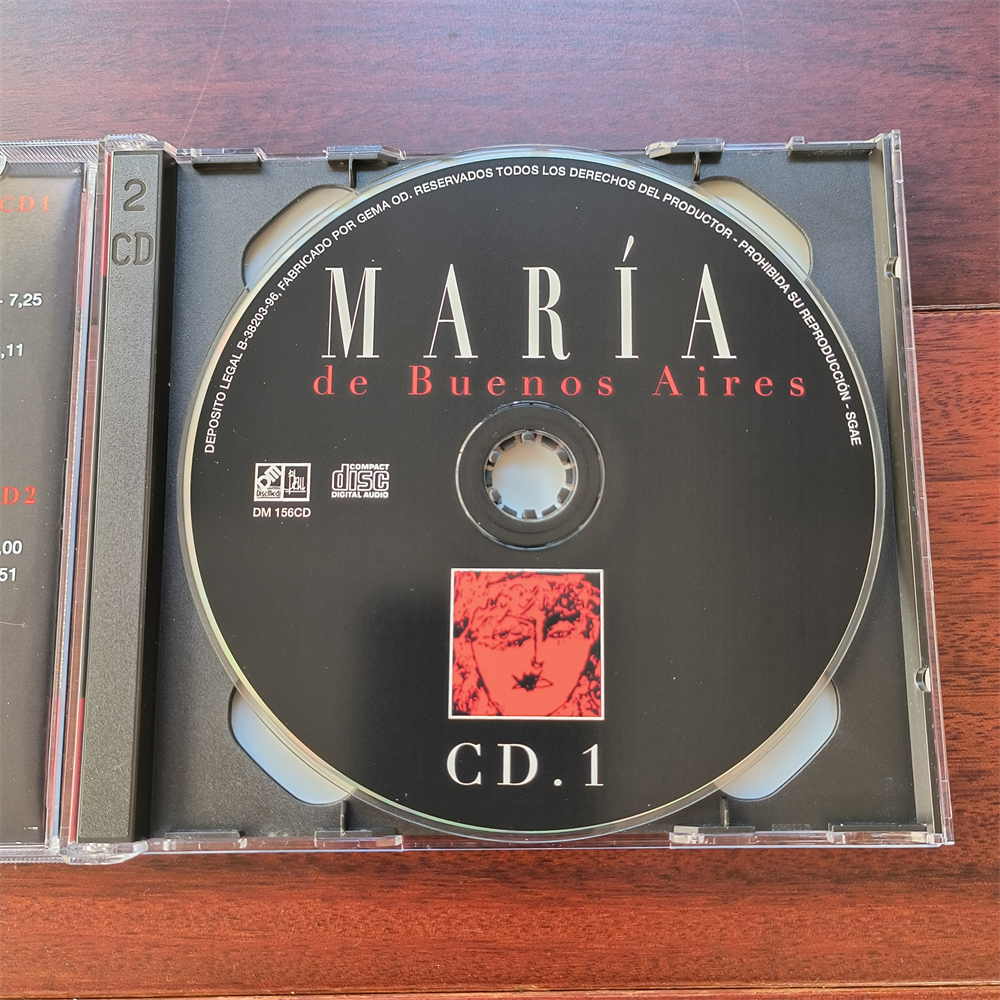 CD1
- 7,25
,11
D2
,00
51
2
CD
DEPOSITO LEGAL B-38203-96, FABRICADO POR GEMA OD. RESERVADOS TODOS LOS DERECHOS DEL PRODUCTOR - PROHIBIDA SU REPRODUCCIÓN - SGAE
MARÍA
de Buenos Aires
dm
DiscMedi
COMPACT
disc
DIGITAL AUDIO
DM 156CD
CD.1